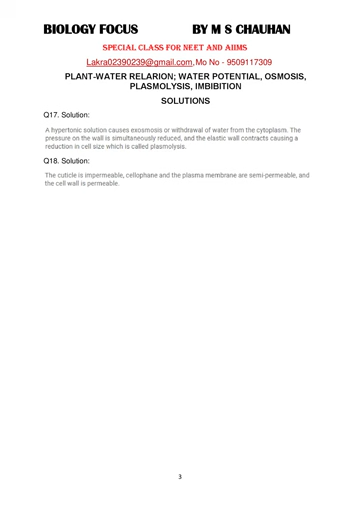 BIOLOGY FOCUS BY M S CHAUHAN
SPECIAL CLASS FOR NEET AND AIIMS
Lakra02390239@gmail.com,Mo No - 9509117309
PLANT-WATER RELARION; WATER POTENTIAL, OSMOSIS,
PLASMOLYSIS, IMBIBITION
SOLUTIONS
Q17. Solution:
A hypertonic solution causes exosmosis or withdrawal of water from the cytoplasm. The
pressure on the wall is simultaneously reduced, and the elastic wall contracts causing a
reduction in cell size which is called plasmolysis.
Q18. Solution:
The cuticle is impermeable, cellophane and the plasma membrane are semi-permeable, and
the cell wall is permeable.
3